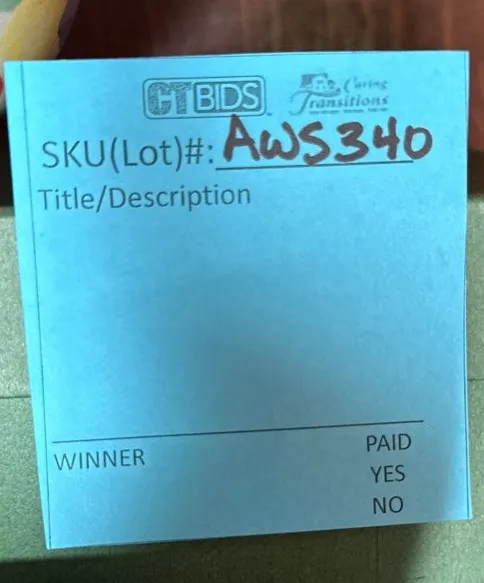 CTBIDS Caring
Transitions
SKU(Lot)#: AWS340
Title/Description
WINNER PAID
YES
NO